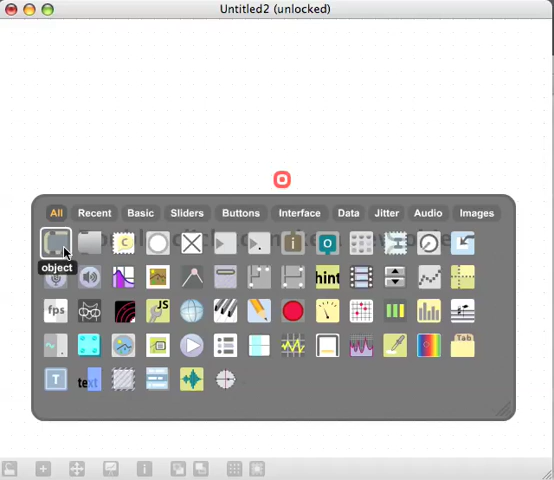 Untitled2 (unlocked)
All Recent Basic Sliders Buttons Interface Data Jitter Audio Images
C i o
object
hint
fps JS
Tab
T text
i